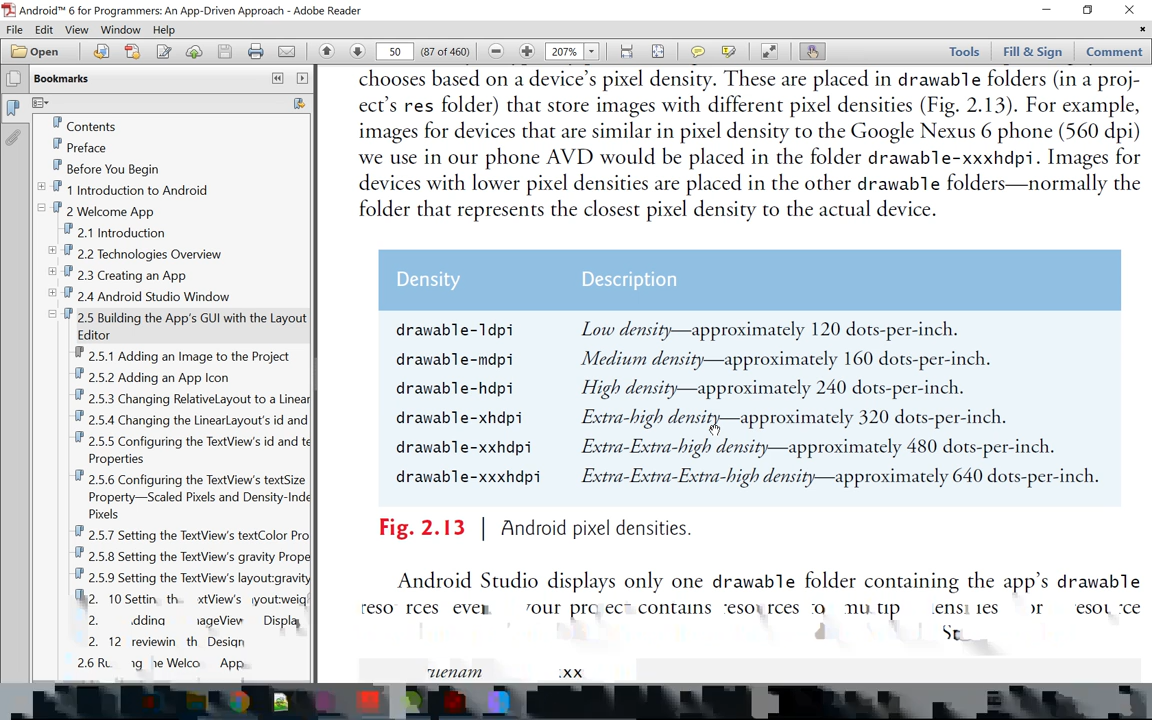 Android™ 6 for Programmers: An App-Driven Approach - Adobe Reader
File Edit View Window Help
Open 50 (87 of 460) 207% Tools Fill & Sign Comment
Bookmarks
Contents
Preface
Before You Begin
1 Introduction to Android
2 Welcome App
2.1 Introduction
2.2 Technologies Overview
2.3 Creating an App
2.4 Android Studio Window
2.5 Building the App's GUI with the Layout
Editor
2.5.1 Adding an Image to the Project
2.5.2 Adding an App Icon
2.5.3 Changing RelativeLayout to a Linear
2.5.4 Changing the LinearLayout's id and
2.5.5 Configuring the TextView's id and te
Properties
2.5.6 Configuring the TextView's textSize
Property—Scaled Pixels and Density-Inde
Pixels
2.5.7 Setting the TextView's textColor Pro
2.5.8 Setting the TextView's gravity Prope
2.5.9 Setting the TextView's layout:gravity
chooses based on a device's pixel density. These are placed in drawable folders (in a proj-
ect's res folder) that store images with different pixel densities (Fig. 2.13). For example,
images for devices that are similar in pixel density to the Google Nexus 6 phone (560 dpi)
we use in our phone AVD would be placed in the folder drawable-xxxhdpi. Images for
devices with lower pixel densities are placed in the other drawable folders—normally the
folder that represents the closest pixel density to the actual device.
Density Description
drawable-ldpi Low density—approximately 120 dots-per-inch.
drawable-mdpi Medium density—approximately 160 dots-per-inch.
drawable-hdpi High density—approximately 240 dots-per-inch.
drawable-xhdpi Extra-high density—approximately 320 dots-per-inch.
drawable-xxhdpi Extra-Extra-high density—approximately 480 dots-per-inch.
drawable-xxxhdpi Extra-Extra-Extra-high density—approximately 640 dots-per-inch.
Fig. 2.13 | Android pixel densities.
Android Studio displays only one drawable folder containing the app's drawable